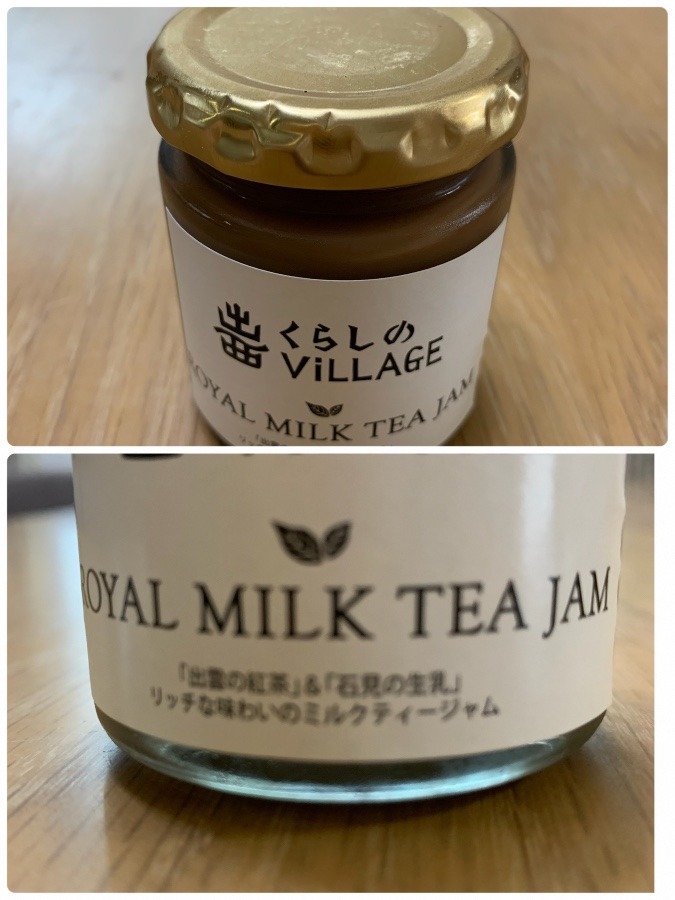 くらしの
ViLLAGE
ROYAL MILK TEA JAM
ROYAL MILK TEA JAM
「出雲の紅茶」&「石見の生乳」
リッチな味わいのミルクティージャム